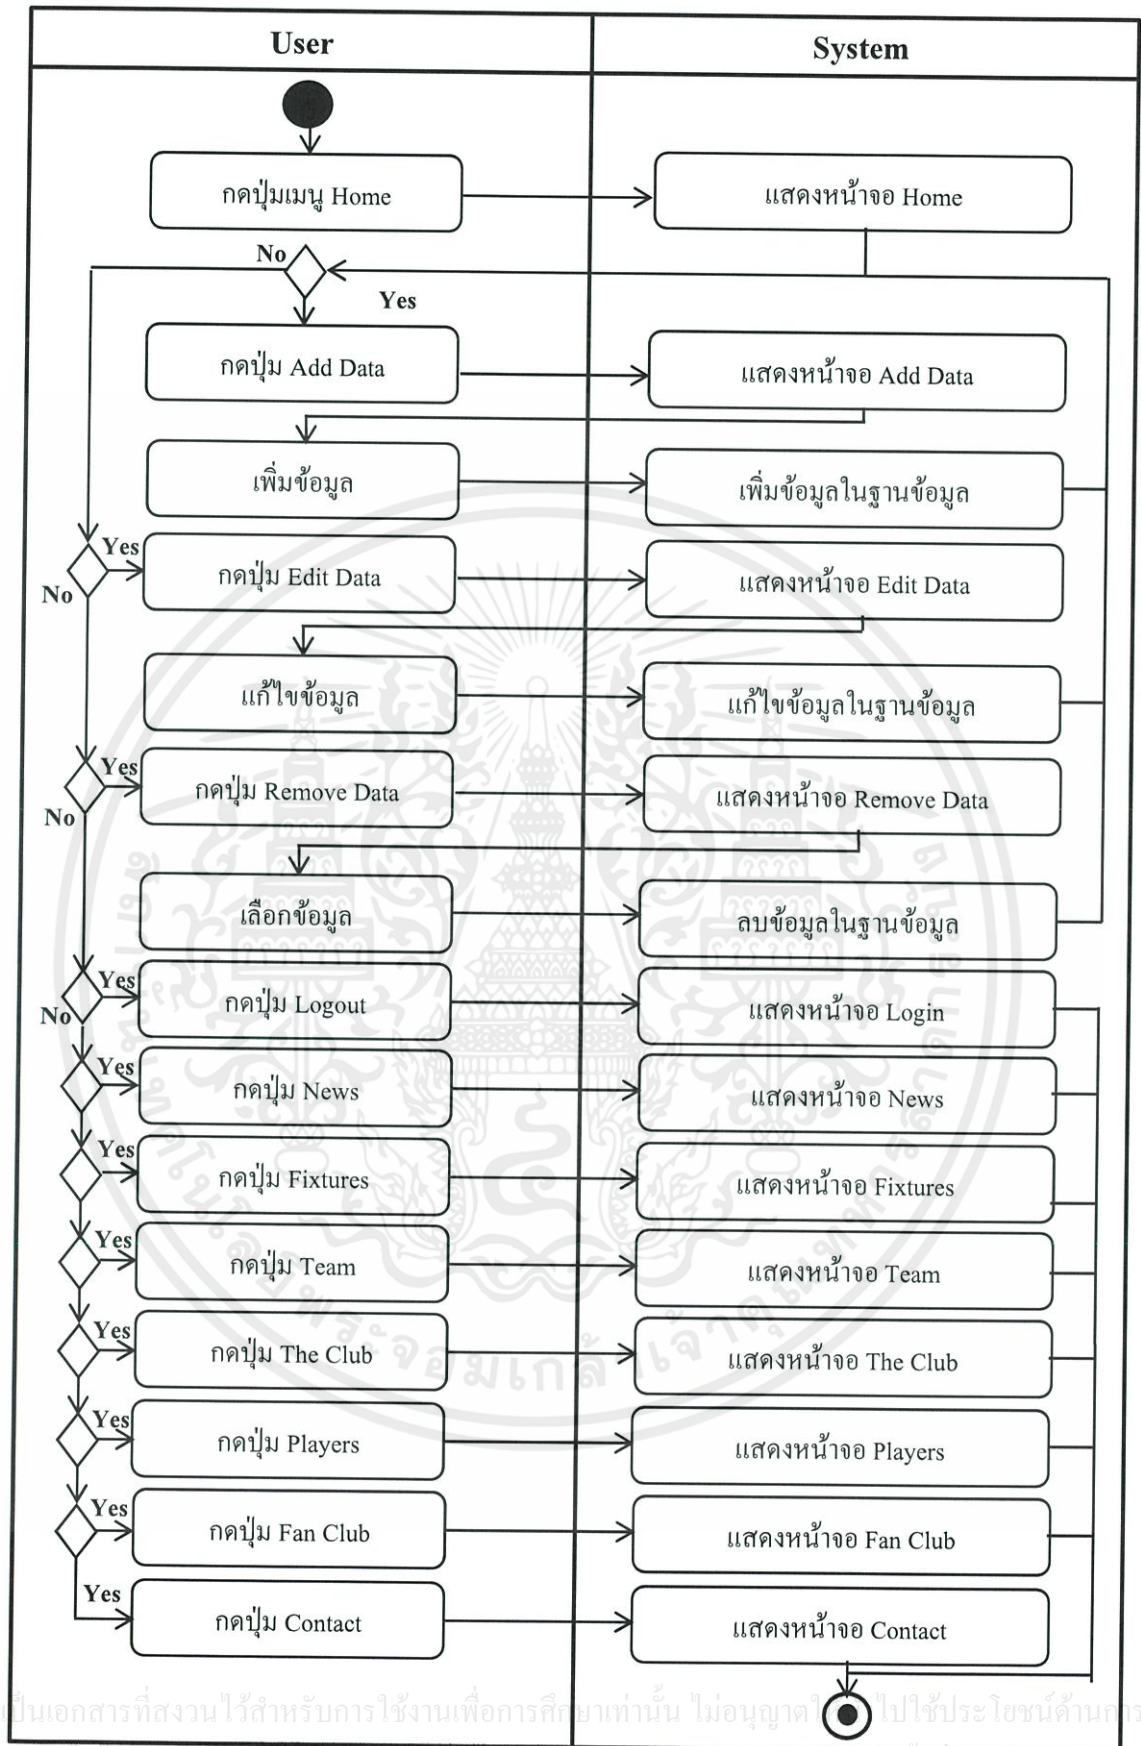 User
System
กดปุ่มเมนู Home
แสดงหน้าจอ Home
No
Yes
กดปุ่ม Add Data
แสดงหน้าจอ Add Data
เพิ่มข้อมูล
เพิ่มข้อมูลในฐานข้อมูล
Yes
No
กดปุ่ม Edit Data
แสดงหน้าจอ Edit Data
แก้ไขข้อมูล
แก้ไขข้อมูลในฐานข้อมูล
Yes
No
กดปุ่ม Remove Data
แสดงหน้าจอ Remove Data
เลือกข้อมูล
ลบข้อมูลในฐานข้อมูล
Yes
No
กดปุ่ม Logout
แสดงหน้าจอ Login
Yes
กดปุ่ม News
แสดงหน้าจอ News
Yes
กดปุ่ม Fixtures
แสดงหน้าจอ Fixtures
Yes
กดปุ่ม Team
แสดงหน้าจอ Team
Yes
กดปุ่ม The Club
แสดงหน้าจอ The Club
Yes
กดปุ่ม Players
แสดงหน้าจอ Players
Yes
กดปุ่ม Fan Club
แสดงหน้าจอ Fan Club
Yes
กดปุ่ม Contact
แสดงหน้าจอ Contact
เป็นเอกสารที่สงวนไว้สำหรับการใช้งานเพื่อการศึกษาเท่านั้น ไม่อนุญาต ไปใช้ประโยชน์ด้านการ